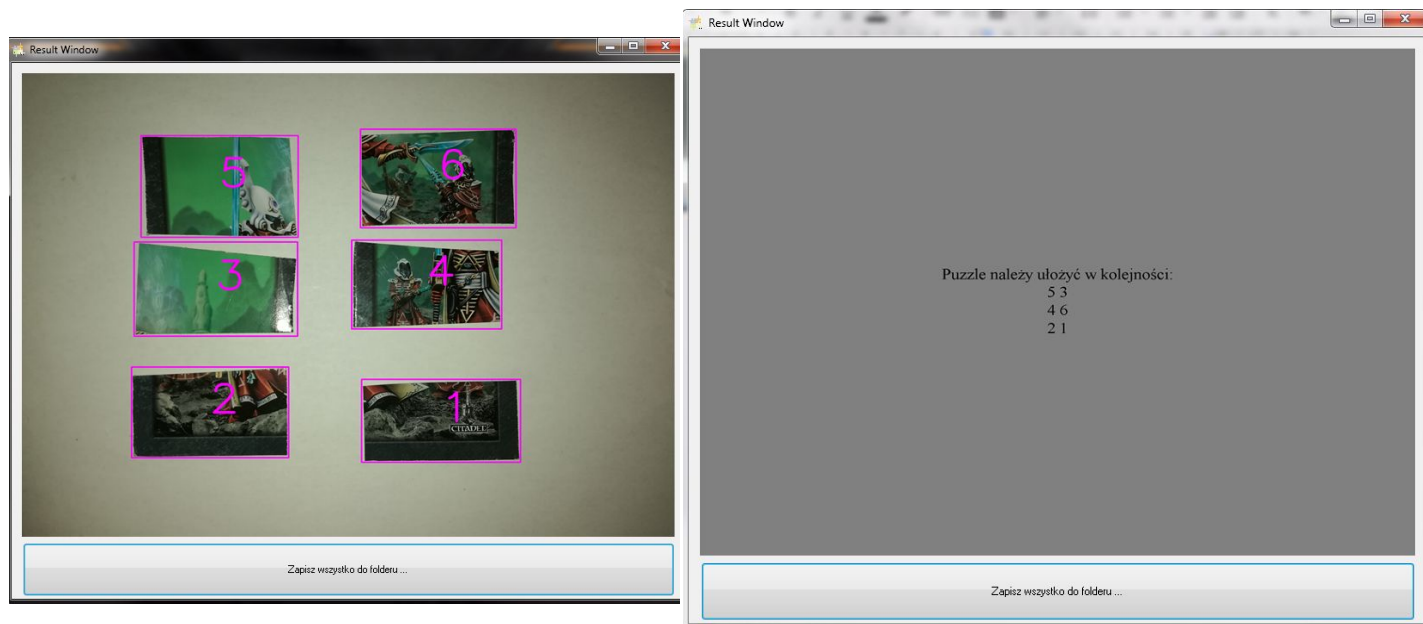 Result Window
5
6
3
4
2
1
CITADEL
Zapisz wszystko do folderu ...
Result Window
Puzzle należy ułożyć w kolejności:
5 3
4 6
2 1
Zapisz wszystko do folderu ...